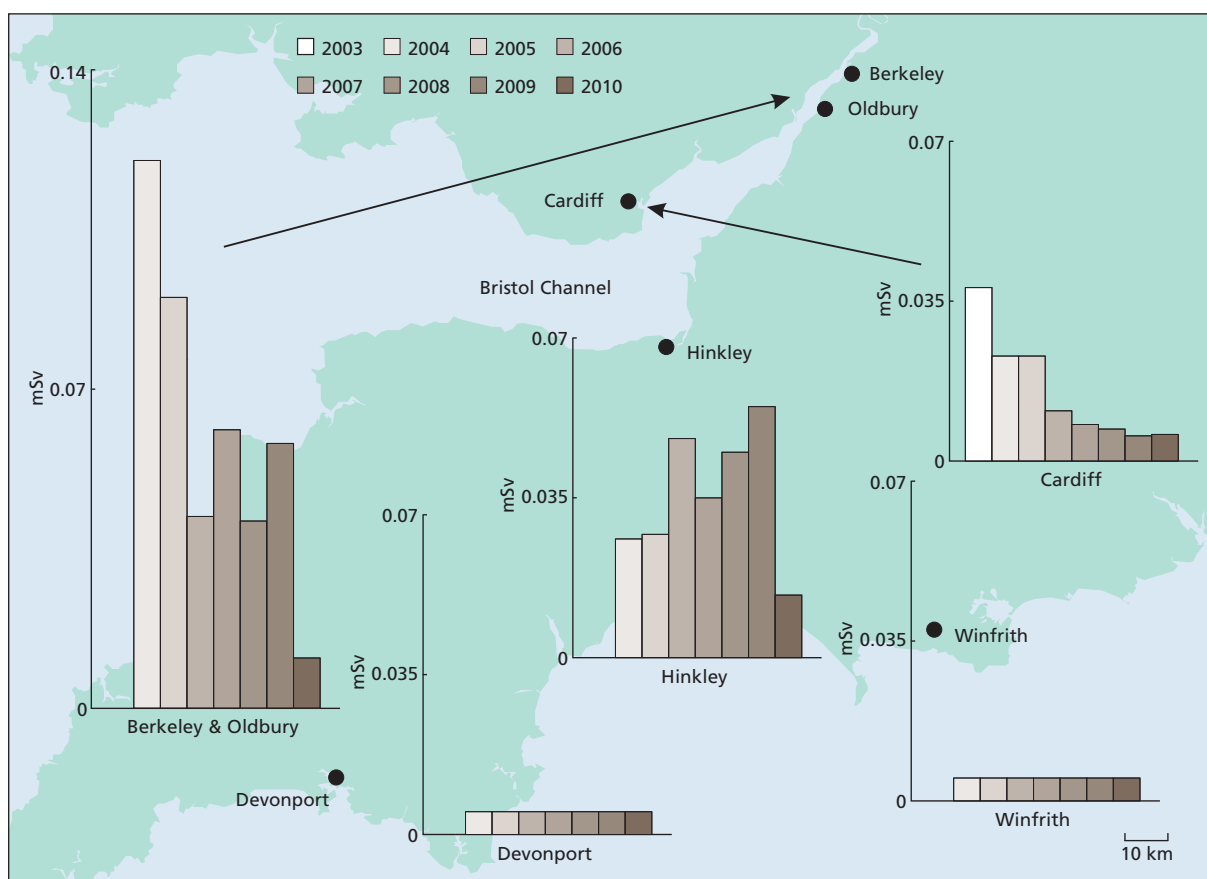 2003 2004 2005 2006
2007 2008 2009 2010
0.14
0.07
0
mSv
Berkeley & Oldbury
Berkeley
Oldbury
Cardiff
Bristol Channel
Hinkley
0.07
0.035
0
mSv
Cardiff
0.07
0.035
0
mSv
Hinkley
0.07
0.035
0
mSv
Devonport
Devonport
Winfrith
0.07
0.035
0
mSv
Winfrith
10 km